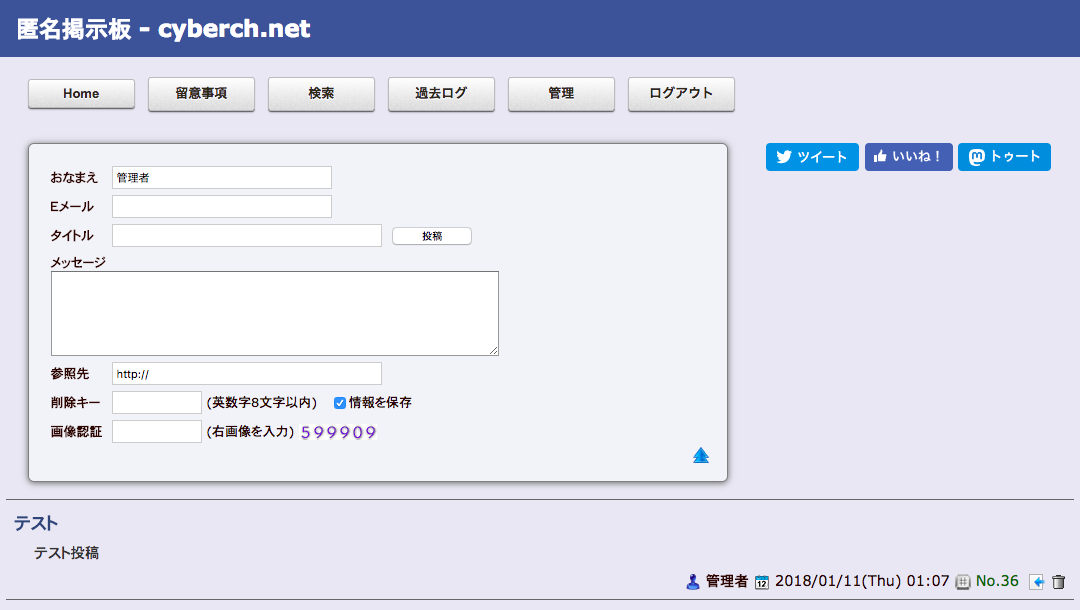 匿名掲示板 - cyberch.net
Home 留意事項 検索 過去ログ 管理 ログアウト
ツイート いいね！ トゥート
おなまえ 管理者
Eメール
タイトル 投稿
メッセージ
参照先 http://
削除キー (英数字8文字以内) 情報を保存
画像認証 (右画像を入力) 599909
テスト
テスト投稿
管理者 12 2018/01/11(Thu) 01:07 No.36